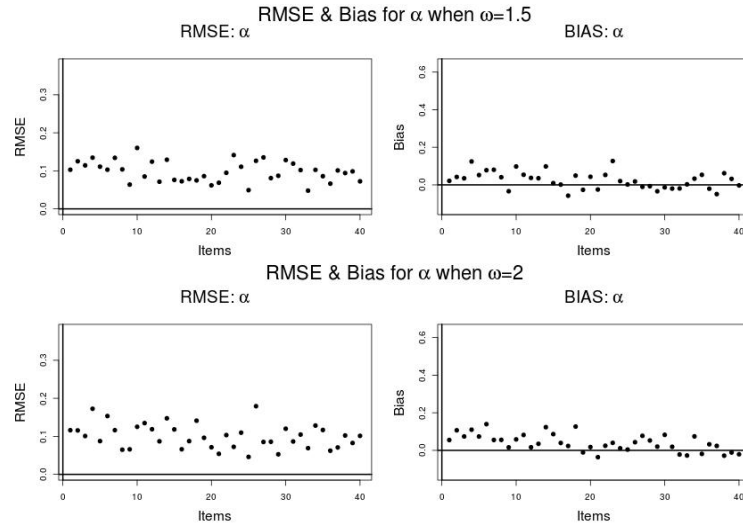 RMSE & Bias for α when ω=1.5
RMSE: α
BIAS: α
RMSE
0.0 0.1 0.2 0.3
0 10 20 30 40
Items
Bias
0.0 0.2 0.4 0.6
0 10 20 30 40
Items
RMSE & Bias for α when ω=2
RMSE: α
BIAS: α
RMSE
0.0 0.1 0.2 0.3
0 10 20 30 40
Items
Bias
0.0 0.2 0.4 0.6
0 10 20 30 40
Items